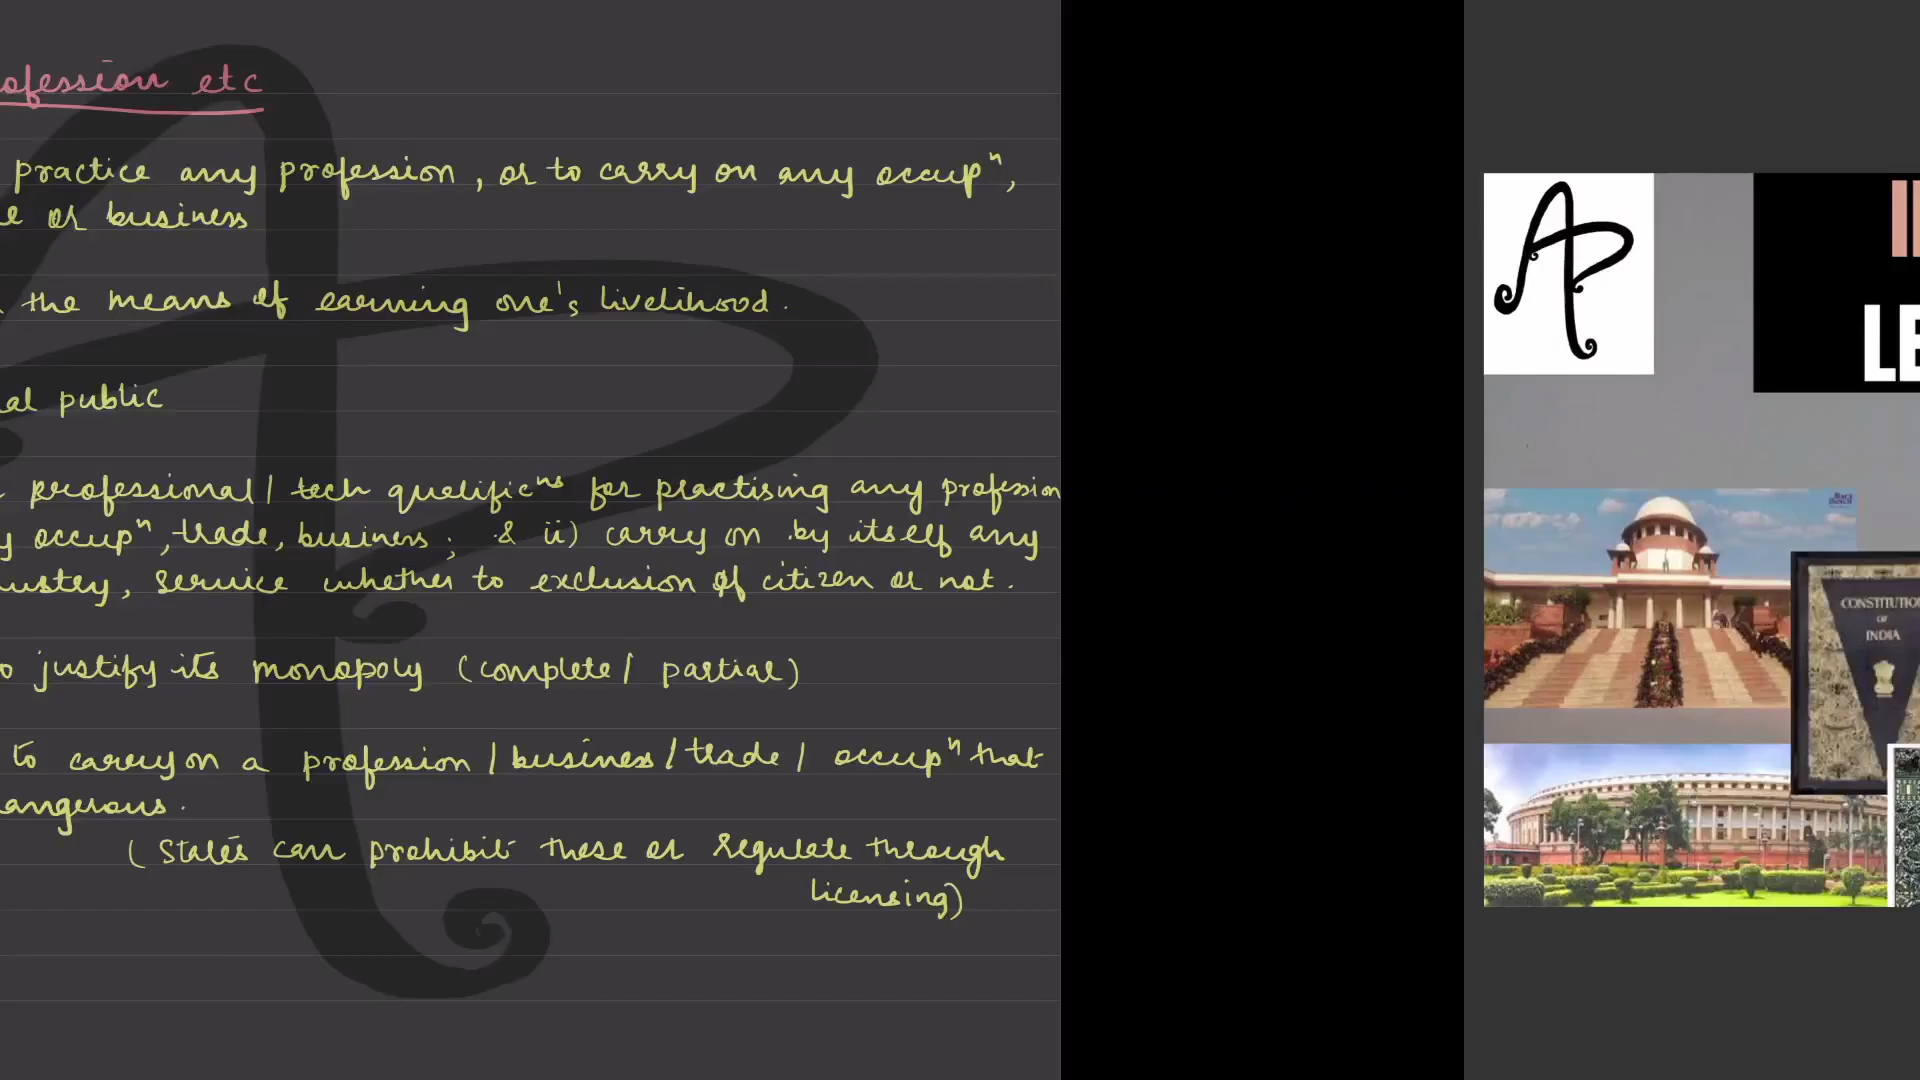 ofession etc
practice any profession, or to carry on any occupⁿ,
e or business
the means of earning one's livelihood.
al public
professional/ tech qualificⁿˢ for practising any profession
y occupⁿ, trade, business; & ii) carry on by itself any
ustry, service whether to exclusion of citizen or not.
o justify its monopoly (complete/ partial)
to carryon a profession/business/trade/ occupⁿ that
angerous.
(States can prohibit these or regulate through
licensing)
AP
LE
CONSTITUTIO
OF
INDIA